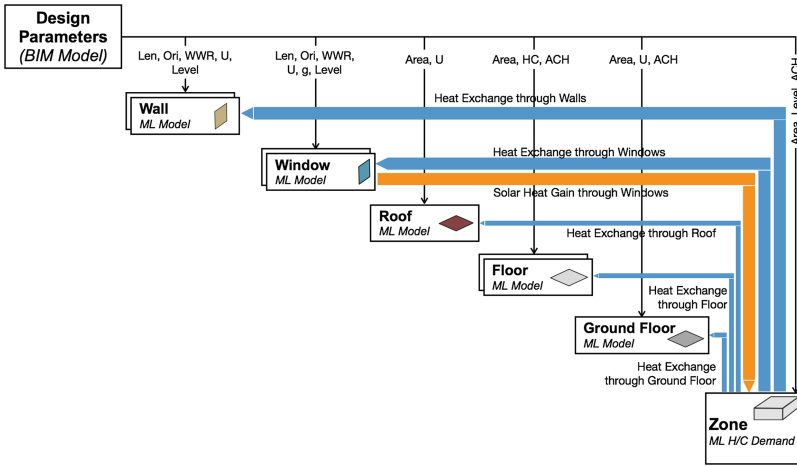 Design
Parameters
(BIM Model)
Len, Ori, WWR, U,
Level
Len, Ori, WWR,
U, g, Level
Area, U
Area, HC, ACH
Area, U, ACH
Area, Level, ACH
Wall
ML Model
Heat Exchange through Walls
Window
ML Model
Heat Exchange through Windows
Solar Heat Gain through Windows
Roof
ML Model
Heat Exchange through Roof
Floor
ML Model
Heat Exchange
through Floor
Ground Floor
ML Model
Heat Exchange
through Ground Floor
Zone
ML H/C Demand